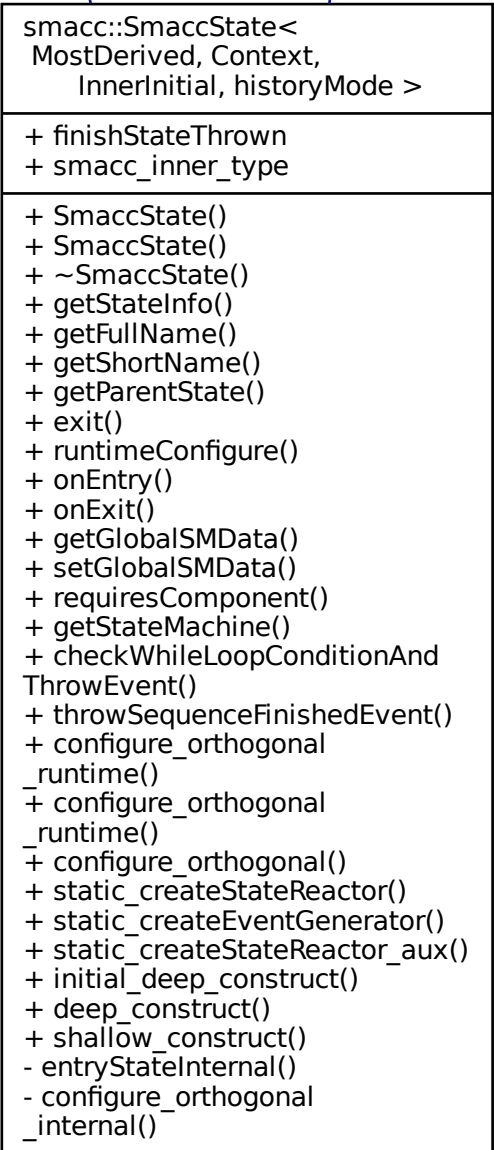 smacc::SmaccState<
MostDerived, Context,
InnerInitial, historyMode >
+ finishStateThrown
+ smacc_inner_type
+ SmaccState()
+ SmaccState()
+ ~SmaccState()
+ getStateInfo()
+ getFullName()
+ getShortName()
+ getParentState()
+ exit()
+ runtimeConfigure()
+ onEntry()
+ onExit()
+ getGlobalSMData()
+ setGlobalSMData()
+ requiresComponent()
+ getStateMachine()
+ checkWhileLoopConditionAnd
ThrowEvent()
+ throwSequenceFinishedEvent()
+ configure_orthogonal
_runtime()
+ configure_orthogonal
_runtime()
+ configure_orthogonal()
+ static_createStateReactor()
+ static_createEventGenerator()
+ static_createStateReactor_aux()
+ initial_deep_construct()
+ deep_construct()
+ shallow_construct()
- entryStateInternal()
- configure_orthogonal
_internal()